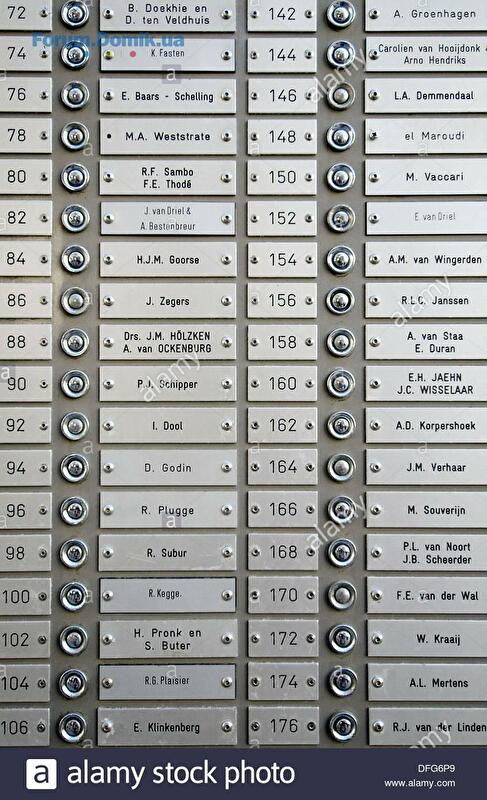 72 B. Doekhie en
D. ten Veldhuis
142 A. Groenhagen
Forum.Domik.ua
74 K. Fasten
144 Carolien van Hooijdonk &
Arno Hendriks
76 E. Baars - Schelling
146 L.A. Demmendaal
78 M.A. Weststrate
148 el Maroudi
80 R.F. Sambo
F.E. Thodé
150 M. Vaccari
82 J. van Driel &
A. Bestenbreur
152 E. van Driel
84 H.J.M. Goorse
154 A.M. van Wingerden
86 J. Zegers
156 R.L.C. Janssen
88 Drs. J.M. HÖLZKEN
A. van OCKENBURG
158 A. van Staa
E. Duran
90 P.J. Schipper
160 E.H. JAEHN
J.C. WISSELAAR
92 I. Dool
162 A.D. Korpershoek
94 D. Godin
164 J.M. Verhaar
96 R. Plugge
166 M. Souverijn
98 R. Subur
168 P.L. van Noort
J.B. Scheerder
100 R. Kegge.
170 F.E. van der Wal
102 H. Pronk en
S. Buter
172 W. Kraaij
104 R.G. Plaisier
174 A.L. Mertens
106 E. Klinkenberg
176 R.J. van der Linden
a alamy stock photo
DFG6P9
www.alamy.com